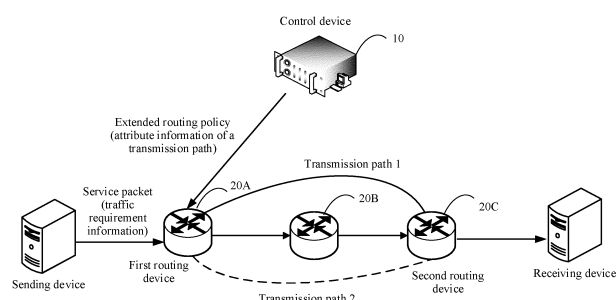 Control device
10
Extended routing policy
(attribute information of a
transmission path)
Transmission path 1
Service packet
(traffic
requirement
information)
20A
20B
20C
Sending device
First routing
device
Second routing
device
Receiving device
Transmission path 2